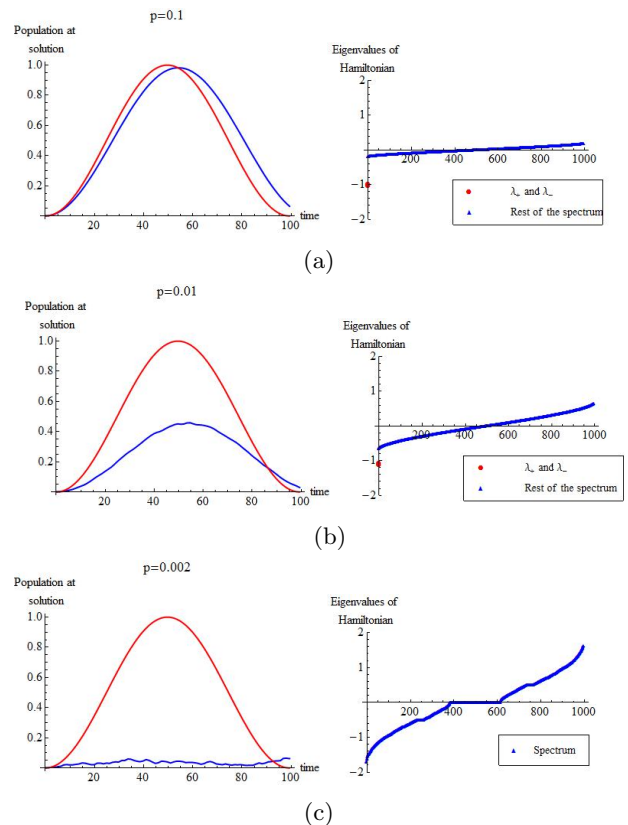 p=0.1
Population at
solution
1.0
0.8
0.6
0.4
0.2
20 40 60 80 100 time
Eigenvalues of
Hamiltonian
2
1
200 400 600 800 1000
-1
-2
λ+ and λ−
Rest of the spectrum
(a)
p=0.01
Population at
solution
1.0
0.8
0.6
0.4
0.2
20 40 60 80 100 time
Eigenvalues of
Hamiltonian
2
1
200 400 600 800 1000
-1
-2
λ+ and λ−
Rest of the spectrum
(b)
p=0.002
Population at
solution
1.0
0.8
0.6
0.4
0.2
20 40 60 80 100 time
Eigenvalues of
Hamiltonian
2
1
200 400 600 800 1000
-1
-2
Spectrum
(c)